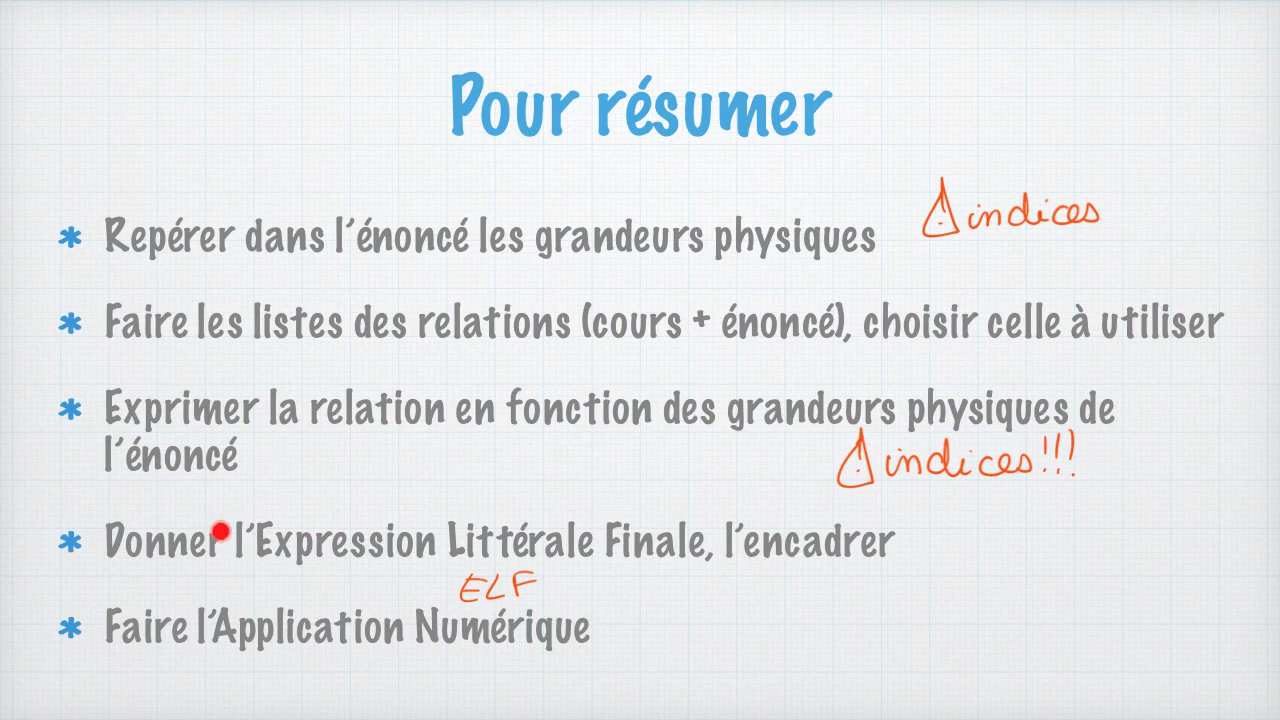 Pour résumer
* Repérer dans l'énoncé les grandeurs physiques
⚠ indices
* Faire les listes des relations (cours + énoncé), choisir celle à utiliser
* Exprimer la relation en fonction des grandeurs physiques de
l'énoncé
⚠ indices!!!
* Donner l'Expression Littérale Finale, l'encadrer
ELF
* Faire l'Application Numérique